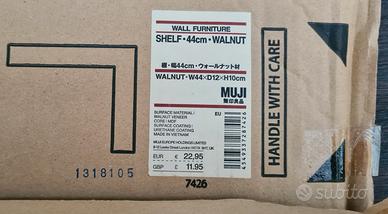 WALL FURNITURE
SHELF・44cm・WALNUT
棚・幅44cm・ウォールナット材
WALNUT・W44×D12×H10cm
MUJI
無印良品
SURFACE MATERIAL/
WALNUT VENEER
CORE/MDF
SURFACE COATING/
URETHANE COATING
MADE IN VIETNAM
EU
4549337287426
MUJI EUROPE HOLDINGS LIMITED
EUR € 22,95
GBP £ 11.95
7426
1318105
HANDLE WITH CARE
subito